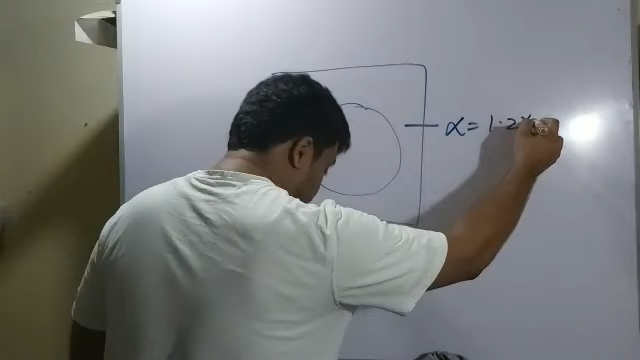 α = 1.2×